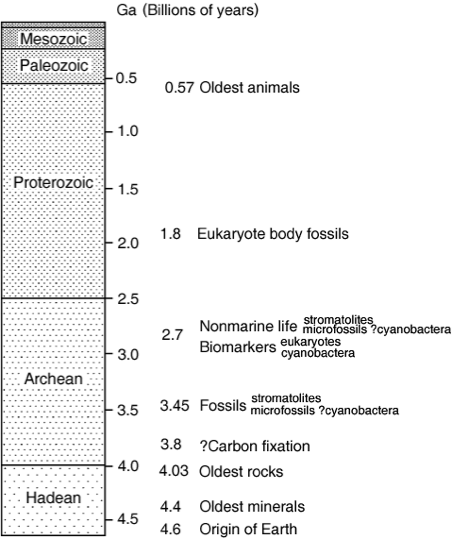 Ga (Billions of years)
Mesozoic
Paleozoic
0.5
0.57 Oldest animals
1.0
Proterozoic
1.5
1.8 Eukaryote body fossils
2.0
2.5
2.7 Nonmarine life stromatolites
microfossils ?cyanobactera
Biomarkers eukaryotes
cyanobactera
3.0
Archean
3.45 Fossils stromatolites
microfossils ?cyanobactera
3.5
3.8 ?Carbon fixation
4.0
4.03 Oldest rocks
Hadean
4.4 Oldest minerals
4.5
4.6 Origin of Earth